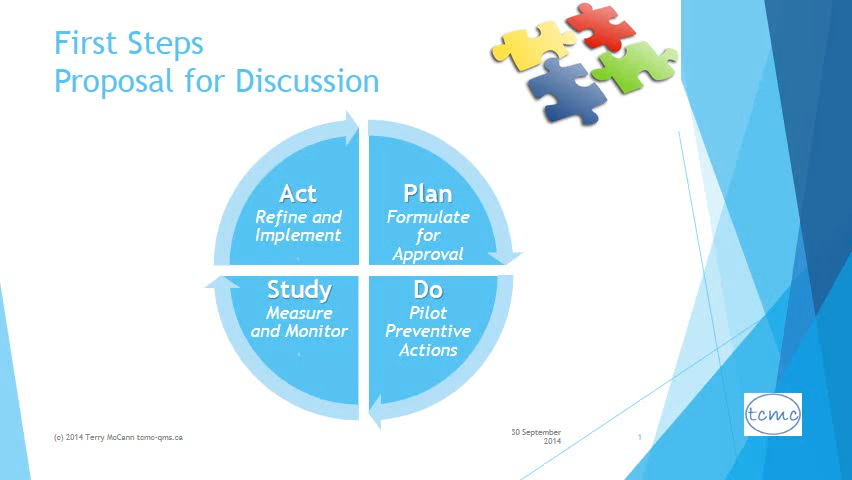 First Steps
Proposal for Discussion
Act
Refine and
Implement
Plan
Formulate
for
Approval
Study
Measure
and Monitor
Do
Pilot
Preventive
Actions
tcmc
(c) 2014 Terry McCann tcmc-qms.ca
30 September
2014
1